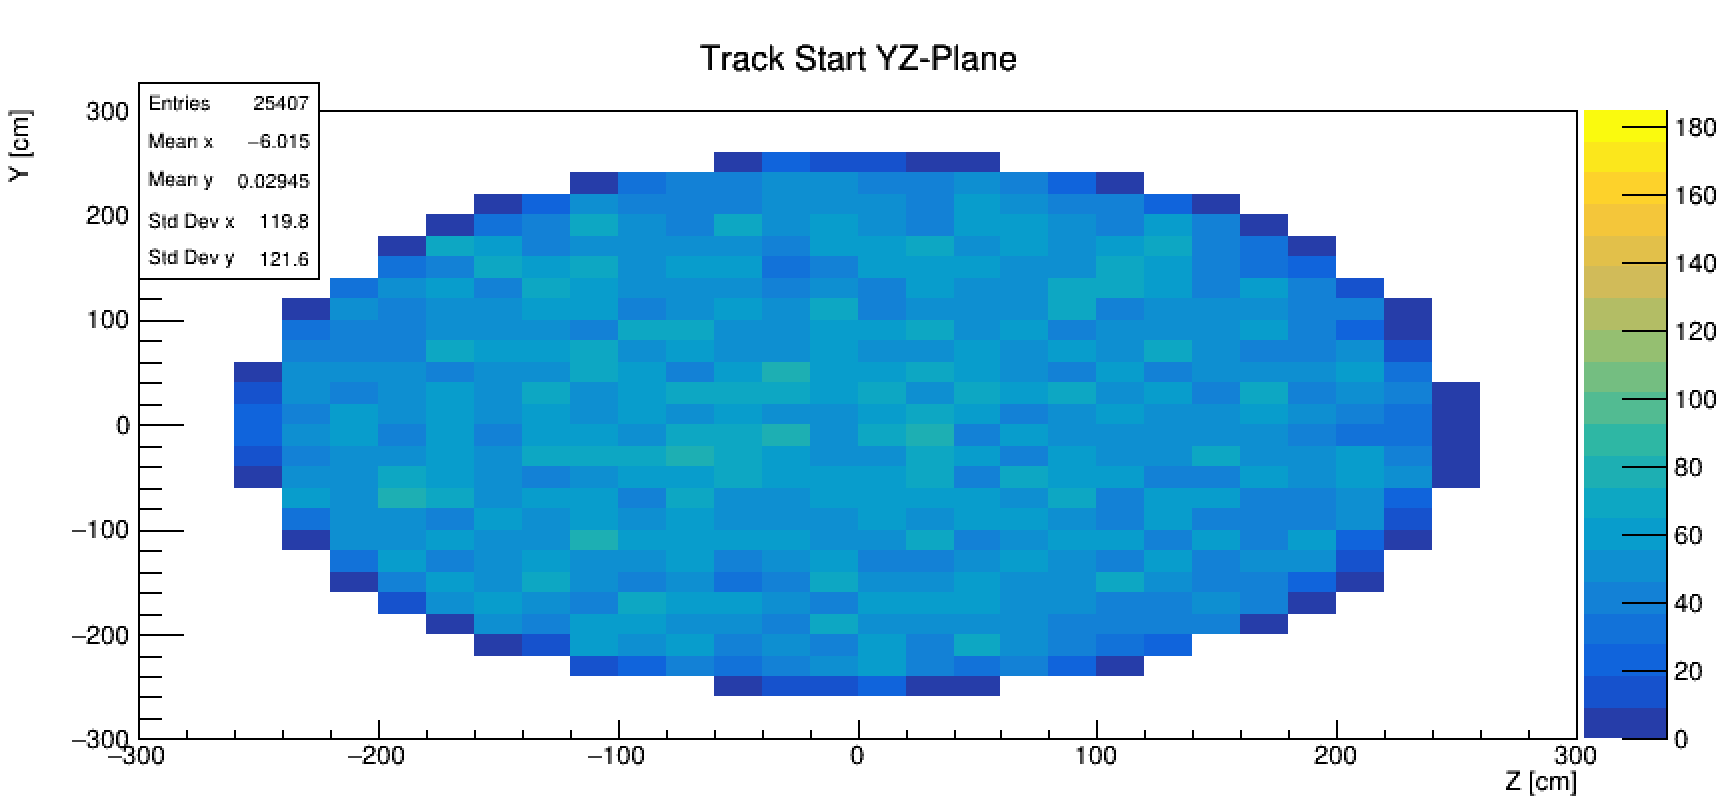 Track Start YZ-Plane
Y [cm]
Entries 25407
Mean x −6.015
Mean y 0.02945
Std Dev x 119.8
Std Dev y 121.6
300
200
100
0
−100
−200
−300
−300 −200 −100 0 100 200 300
Z [cm]
180
160
140
120
100
80
60
40
20
0